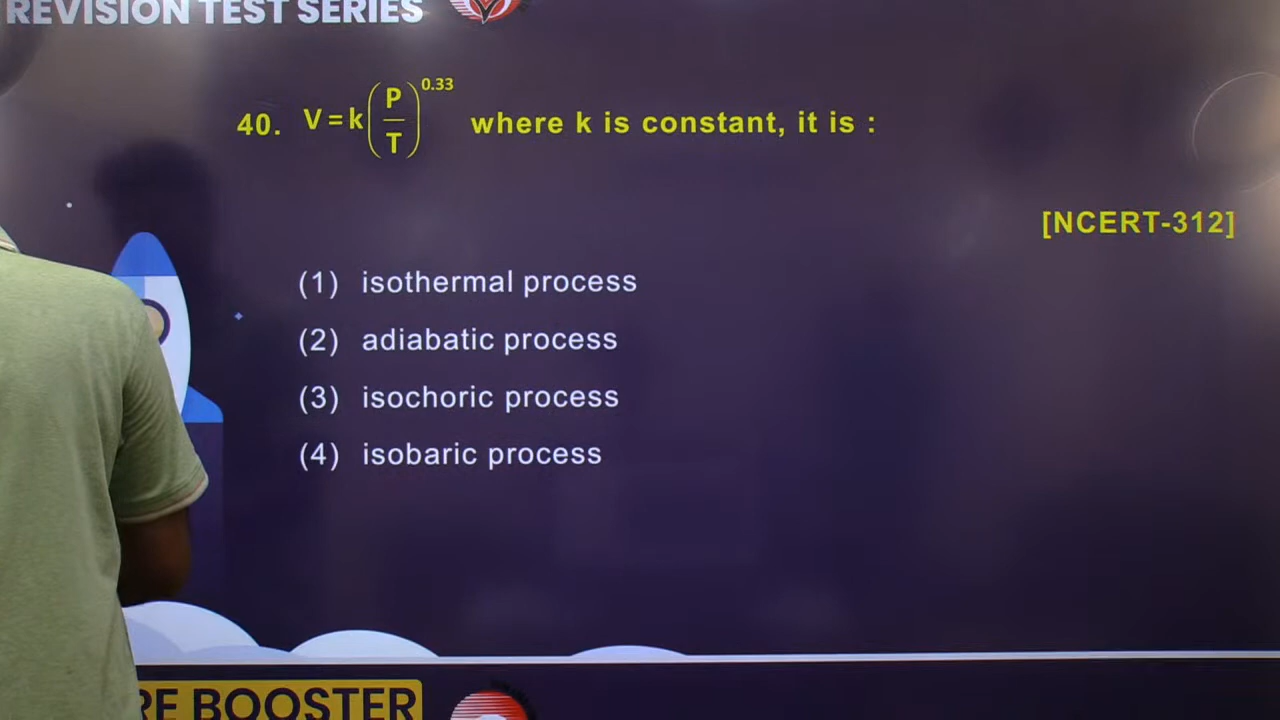 REVISION TEST SERIES
40. V = k (P/T)^0.33 where k is constant, it is :
[NCERT-312]
(1) isothermal process
(2) adiabatic process
(3) isochoric process
(4) isobaric process
RE BOOSTER